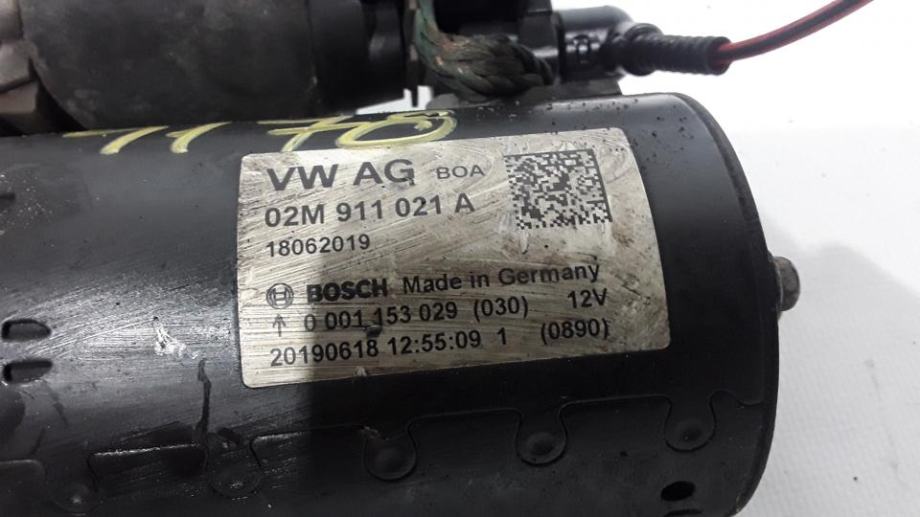 1178
VW AG BOA
02M 911 021 A
18062019
BOSCH Made in Germany
↑ 0 001 153 029 (030) 12V
20190618 12:55:09 1 (0890)